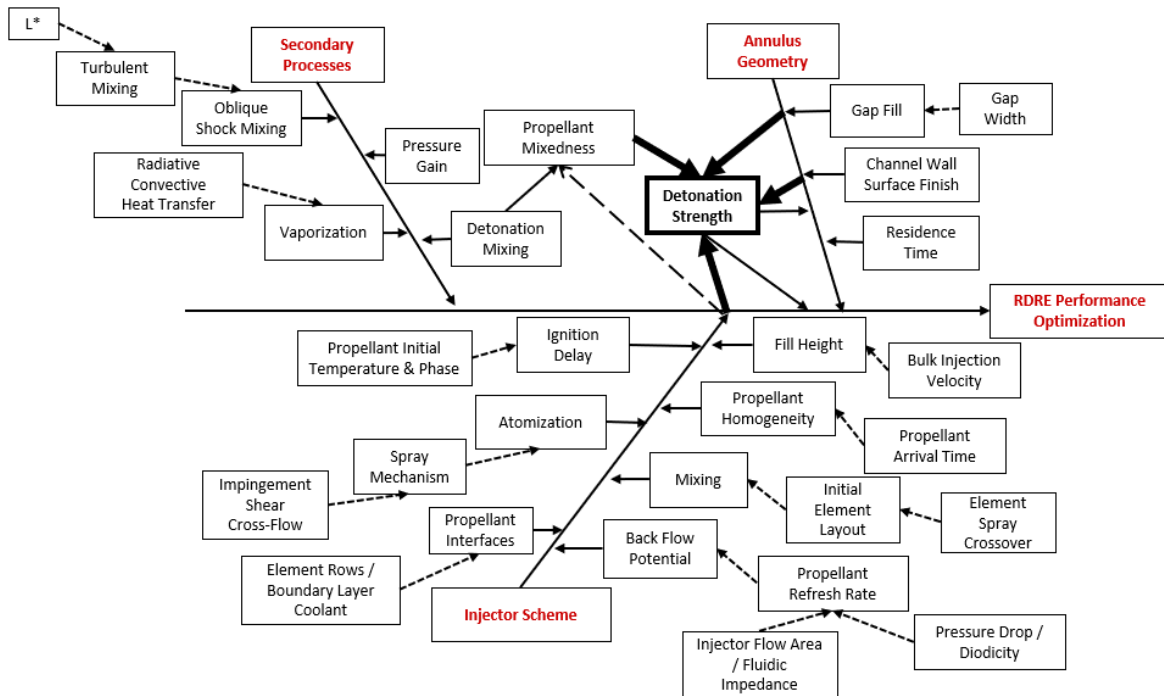 L*
Turbulent
Mixing
Oblique
Shock Mixing
Radiative
Convective
Heat Transfer
Vaporization
Secondary
Processes
Pressure
Gain
Detonation
Mixing
Propellant
Mixedness
Detonation
Strength
Annulus
Geometry
Gap Fill
Gap
Width
Channel Wall
Surface Finish
Residence
Time
RDRE Performance
Optimization
Propellant Initial
Temperature & Phase
Ignition
Delay
Fill Height
Bulk Injection
Velocity
Atomization
Propellant
Homogeneity
Propellant
Arrival Time
Spray
Mechanism
Impingement
Shear
Cross-Flow
Mixing
Initial
Element
Layout
Element
Spray
Crossover
Propellant
Interfaces
Element Rows /
Boundary Layer
Coolant
Back Flow
Potential
Propellant
Refresh Rate
Injector Scheme
Injector Flow Area
/ Fluidic
Impedance
Pressure Drop /
Diodicity